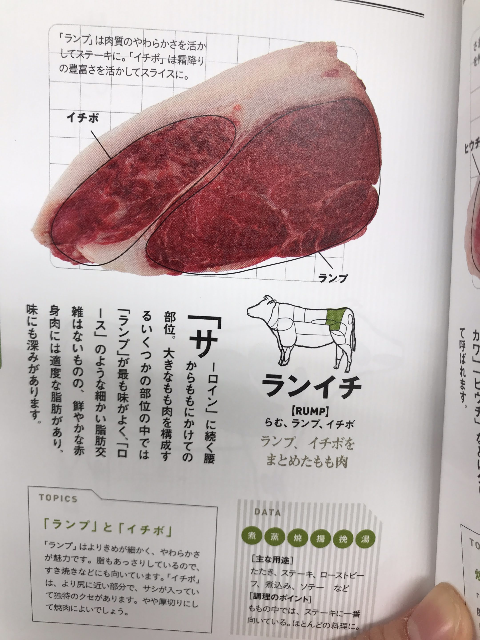 「ランプ」は肉質のやわらかさを活か
してステーキに。「イチボ」は霜降り
の豊富さを活かしてスライスに。
イチボ
ランプ
ランイチ
【RUMP】
らむ、ランプ、イチボ
ランプ、イチボを
まとめたもも肉
「サーロイン」に続く腰
からももにかけての
部位。大きなもも肉を構成す
るいくつかの部位の中では
「ランプ」が最も味がよく、「ロ
ース」のような細かい脂肪交
雑はないものの、鮮やかな赤
身肉には適度な脂肪があり、
味にも深みがあります。
TOPICS
「ランプ」と「イチボ」
「ランプ」はよりきめが細かく、やわらかさ
が魅力です。脂もあっさりしているので、
すき焼きなどにも向いています。「イチボ」
は、より尻に近い部分で、サシが入ってい
て独特のクセがあります。やや厚切りにし
て焼肉によいでしょう。
DATA
煮 蒸 焼 揚 挽 湯
【主な用途】
たたき、ステーキ、ローストビー
フ、煮込み、ソテー など
【調理のポイント】
ももの中では、ステーキに一番
向いている。ほとんどの料理に
て呼ばれます。